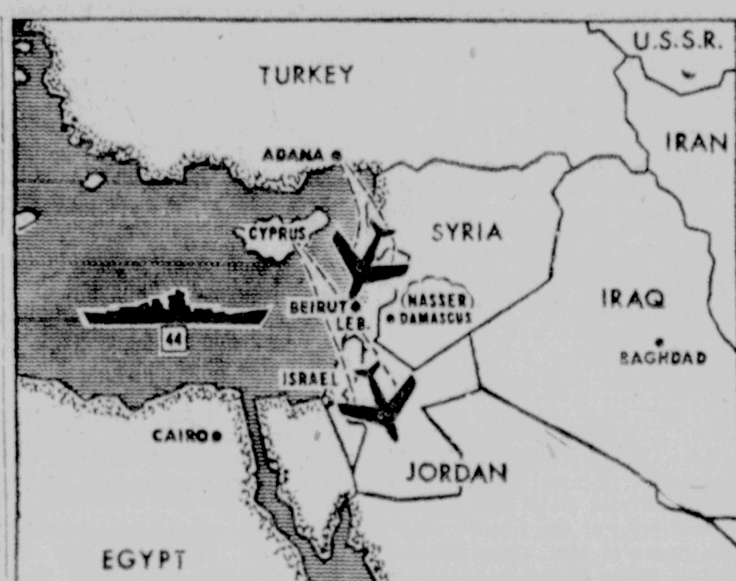 U.S.S.R.
TURKEY
IRAN
ADANA
CYPRUS
SYRIA
BEIRUT
LEB.
(NASSER)
DAMASCUS
IRAQ
44
BAGHDAD
ISRAEL
CAIRO
JORDAN
EGYPT